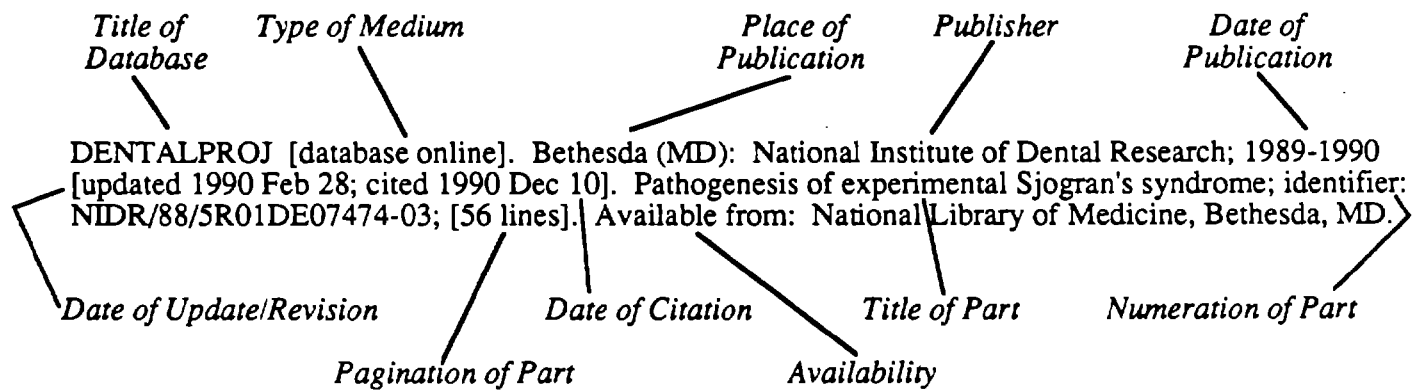 Title of Database Type of Medium Place of Publication Publisher Date of Publication
DENTALPROJ [database online]. Bethesda (MD): National Institute of Dental Research; 1989-1990
[updated 1990 Feb 28; cited 1990 Dec 10]. Pathogenesis of experimental Sjogran's syndrome; identifier:
NIDR/88/5R01DE07474-03; [56 lines]. Available from: National Library of Medicine, Bethesda, MD.
Date of Update/Revision Date of Citation Title of Part Numeration of Part
Pagination of Part Availability